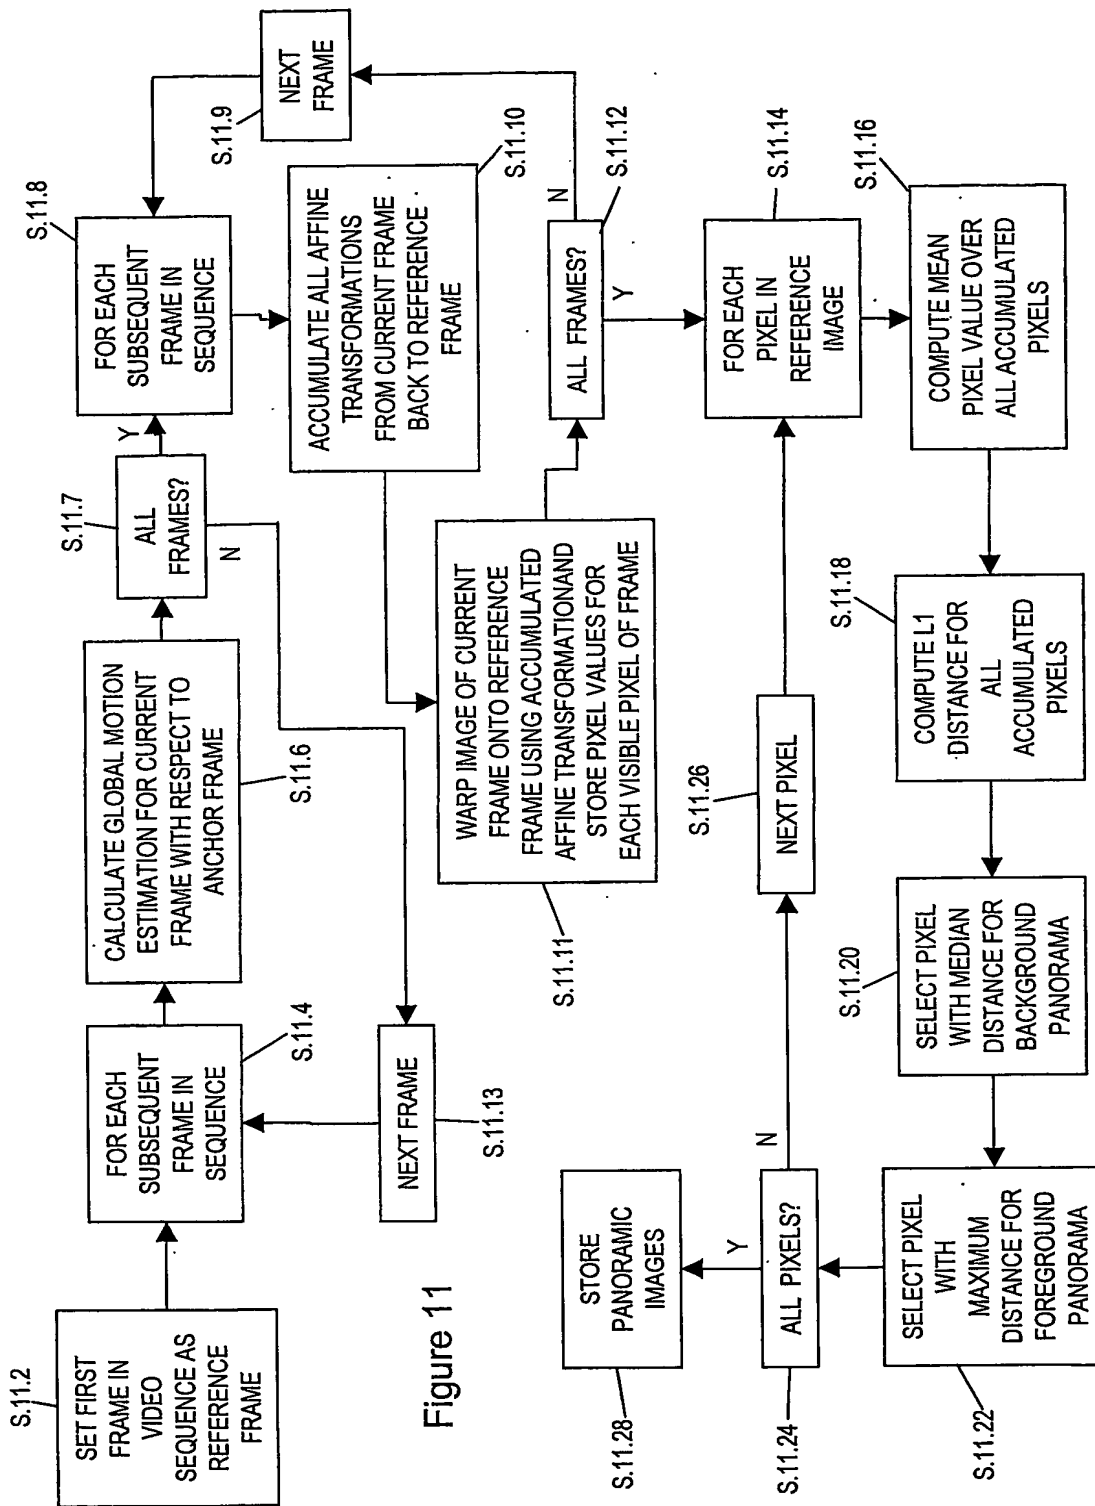 S.11.2
SET FIRST
FRAME IN
VIDEO
SEQUENCE AS
REFERENCE
FRAME
FOR EACH
SUBSEQUENT
FRAME IN
SEQUENCE
S.11.4
CALCULATE GLOBAL MOTION
ESTIMATION FOR CURRENT
FRAME WITH RESPECT TO
ANCHOR FRAME
S.11.6
S.11.7
ALL
FRAMES?
Y
N
NEXT FRAME
S.11.13
S.11.8
FOR EACH
SUBSEQUENT
FRAME IN
SEQUENCE
S.11.9
NEXT
FRAME
ACCUMULATE ALL AFFINE
TRANSFORMATIONS
FROM CURRENT FRAME
BACK TO REFERENCE
FRAME
S.11.10
WARP IMAGE OF CURRENT
FRAME ONTO REFERENCE
FRAME USING ACCUMULATED
AFFINE TRANSFORMATIONAND
STORE PIXEL VALUES FOR
EACH VISIBLE PIXEL OF FRAME
S.11.11
ALL FRAMES?
S.11.12
N
Y
FOR EACH
PIXEL IN
REFERENCE
IMAGE
S.11.14
COMPUTE MEAN
PIXEL VALUE OVER
ALL ACCUMULATED
PIXELS
S.11.16
S.11.18
COMPUTE L1
DISTANCE FOR
ALL
ACCUMULATED
PIXELS
S.11.20
SELECT PIXEL
WITH MEDIAN
DISTANCE FOR
BACKGROUND
PANORAMA
SELECT PIXEL
WITH
MAXIMUM
DISTANCE FOR
FOREGROUND
PANORAMA
S.11.22
ALL PIXELS?
S.11.24
N
Y
S.11.26
NEXT PIXEL
STORE
PANORAMIC
IMAGES
S.11.28
Figure 11